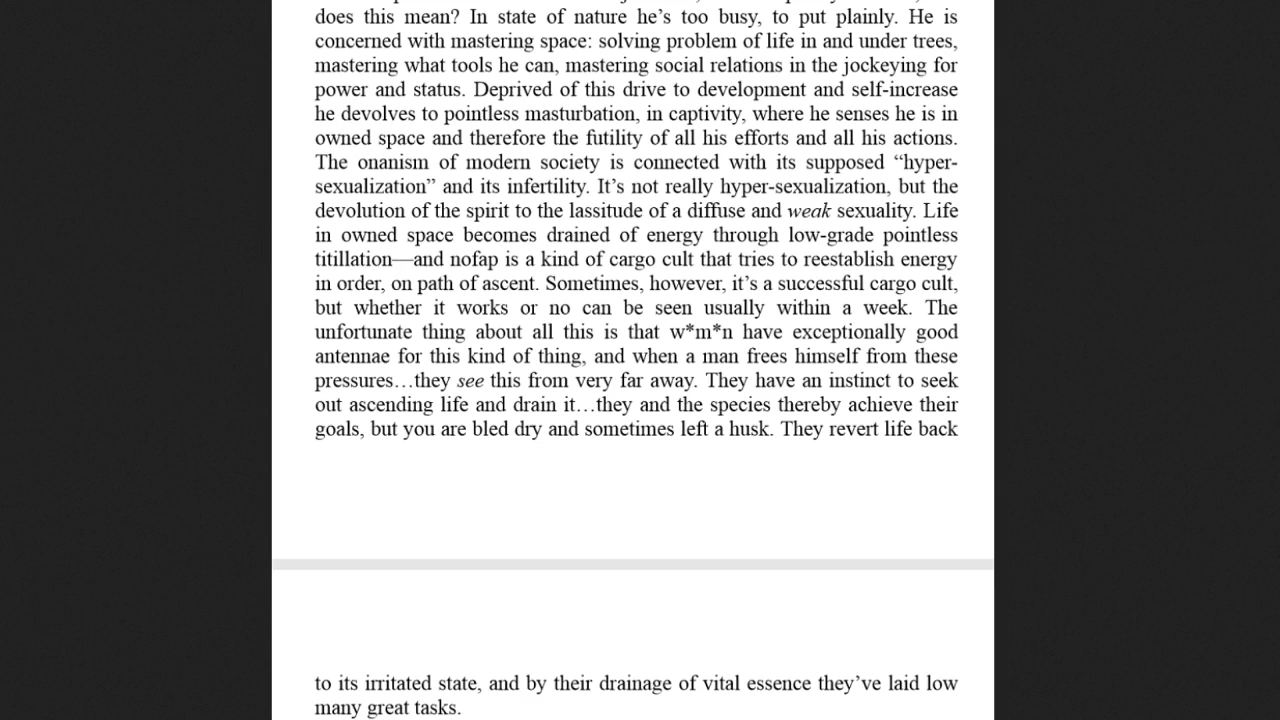 does this mean? In state of nature he’s too busy, to put plainly. He is
concerned with mastering space: solving problem of life in and under trees,
mastering what tools he can, mastering social relations in the jockeying for
power and status. Deprived of this drive to development and self-increase
he devolves to pointless masturbation, in captivity, where he senses he is in
owned space and therefore the futility of all his efforts and all his actions.
The onanism of modern society is connected with its supposed “hyper-
sexualization” and its infertility. It’s not really hyper-sexualization, but the
devolution of the spirit to the lassitude of a diffuse and weak sexuality. Life
in owned space becomes drained of energy through low-grade pointless
titillation—and nofap is a kind of cargo cult that tries to reestablish energy
in order, on path of ascent. Sometimes, however, it’s a successful cargo cult,
but whether it works or no can be seen usually within a week. The
unfortunate thing about all this is that w*m*n have exceptionally good
antennae for this kind of thing, and when a man frees himself from these
pressures…they see this from very far away. They have an instinct to seek
out ascending life and drain it…they and the species thereby achieve their
goals, but you are bled dry and sometimes left a husk. They revert life back
to its irritated state, and by their drainage of vital essence they’ve laid low
many great tasks.